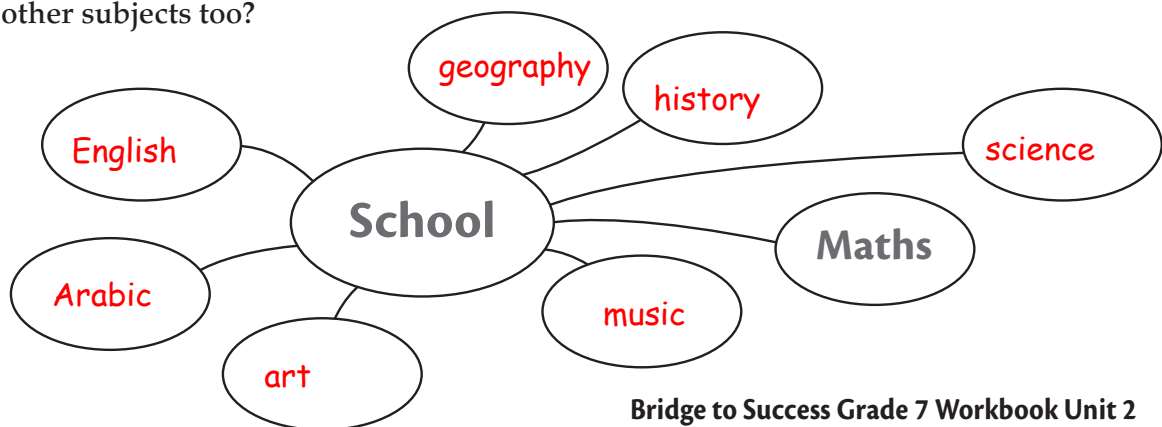 other subjects too?
geography
history
English
science
School
Maths
Arabic
music
art
Bridge to Success Grade 7 Workbook Unit 2